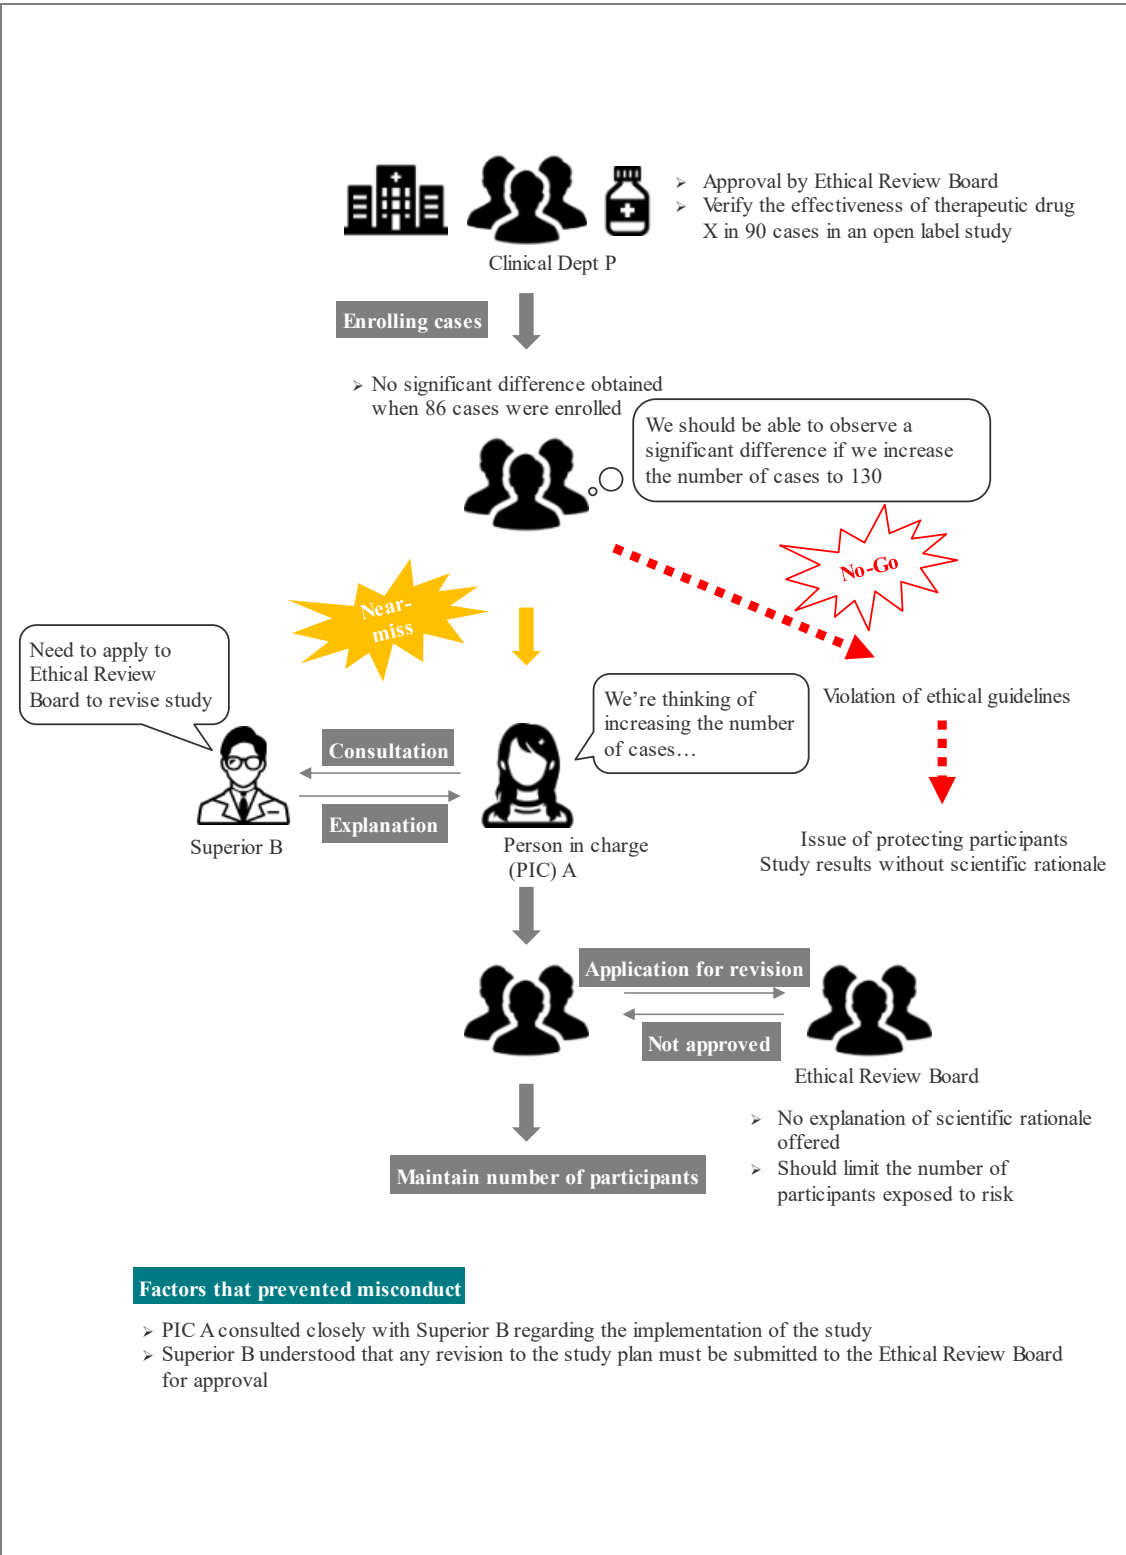 ➢ Approval by Ethical Review Board
➢ Verify the effectiveness of therapeutic drug
X in 90 cases in an open label study
Clinical Dept P
Enrolling cases
➢ No significant difference obtained
when 86 cases were enrolled
We should be able to observe a
significant difference if we increase
the number of cases to 130
No-Go
Near-
miss
Need to apply to
Ethical Review
Board to revise study
We’re thinking of
increasing the number
of cases…
Violation of ethical guidelines
Consultation
Explanation
Superior B
Person in charge
(PIC) A
Issue of protecting participants
Study results without scientific rationale
Application for revision
Not approved
Ethical Review Board
➢ No explanation of scientific rationale
offered
➢ Should limit the number of
participants exposed to risk
Maintain number of participants
Factors that prevented misconduct
➢ PIC A consulted closely with Superior B regarding the implementation of the study
➢ Superior B understood that any revision to the study plan must be submitted to the Ethical Review Board
for approval